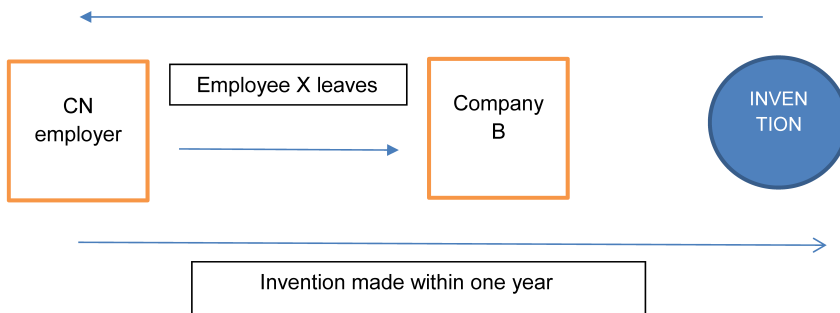 CN
employer
Employee X leaves
Company
B
INVEN
TION
Invention made within one year